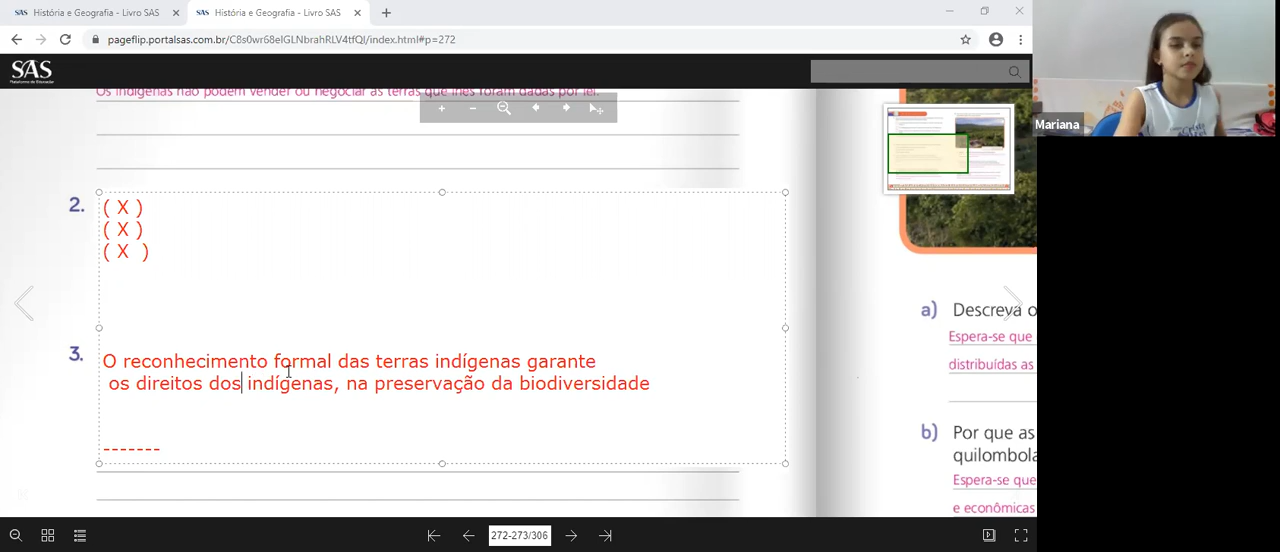 História e Geografia - Livro SAS
História e Geografia - Livro SAS
pageflip.portalsas.com.br/C8s0wr68eIGLNbrahRLV4tfQI/index.html#p=272
SAS
Plataforma de Educação
Os indígenas não podem vender ou negociar as terras que lhes foram dadas por lei.
Mariana
2.
( X )
( X )
( X )
3.
O reconhecimento formal das terras indígenas garante
os direitos dos indígenas, na preservação da biodiversidade
-------
a) Descreva o
Espera-se que
distribuídas as
b) Por que as
quilombola
Espera-se que
e econômicas
272-273/306